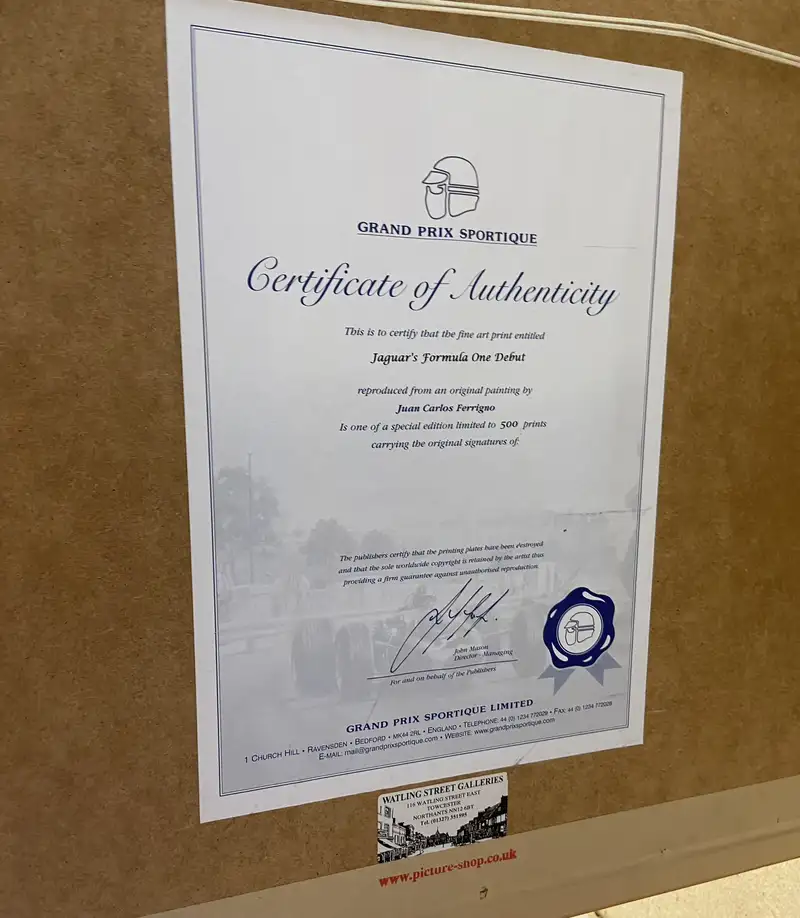 GRAND PRIX SPORTIQUE
Certificate of Authenticity
This is to certify that the fine art print entitled
Jaguar's Formula One Debut
reproduced from an original painting by
Juan Carlos Ferrigno
Is one of a special edition limited to 500 prints
carrying the original signatures of:
The publishers certify that the printing plates have been destroyed
and that the sole worldwide copyright is retained by the artist thus
providing a firm guarantee against unauthorised reproduction.
John Mason
Director - Managing
For and on behalf of the Publishers
GRAND PRIX SPORTIQUE LIMITED
1 CHURCH HILL • RAVENSDEN • BEDFORD • MK44 2RL • ENGLAND • TELEPHONE: 44 (0) 1234 772029 • FAX: 44 (0) 1234 772028
E-MAIL: mail@grandprixsportique.com • WEBSITE: www.grandprixsportique.com
WATLING STREET GALLERIES
116 WATLING STREET EAST
TOWCESTER
NORTHANTS NN12 6BT
Tel. (01327) 351595
www.picture-shop.co.uk